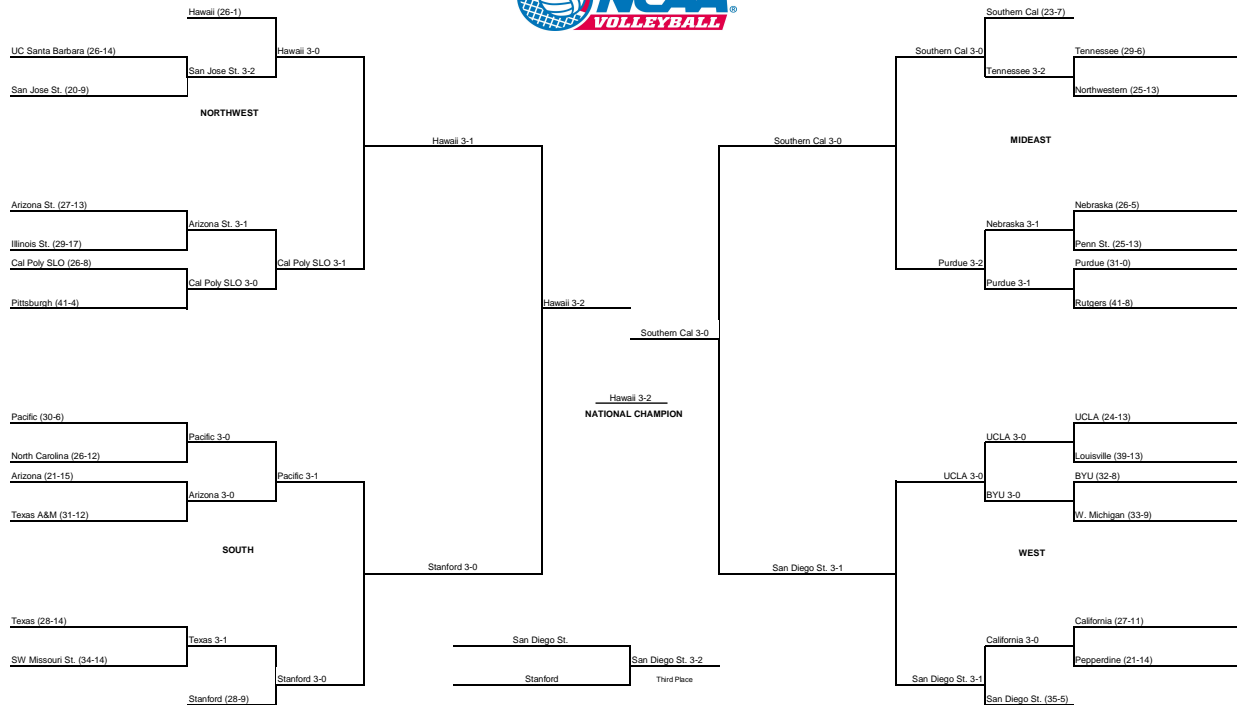 NCAA®
VOLLEYBALL
Hawaii (26-1)
UC Santa Barbara (26-14)
Hawaii 3-0
San Jose St. 3-2
San Jose St. (20-9)
NORTHWEST
Hawaii 3-1
Arizona St. (27-13)
Arizona St. 3-1
Illinois St. (29-17)
Cal Poly SLO (26-8)
Cal Poly SLO 3-1
Cal Poly SLO 3-0
Pittsburgh (41-4)
Hawaii 3-2
Pacific (30-6)
Pacific 3-0
North Carolina (26-12)
Arizona (21-15)
Pacific 3-1
Arizona 3-0
Texas A&M (31-12)
SOUTH
Stanford 3-0
Texas (28-14)
Texas 3-1
SW Missouri St. (34-14)
Stanford 3-0
Stanford (28-9)
Southern Cal 3-0
Hawaii 3-2
NATIONAL CHAMPION
San Diego St.
San Diego St. 3-2
Stanford
Third Place
Southern Cal (23-7)
Southern Cal 3-0
Tennessee (29-6)
Tennessee 3-2
Northwestern (25-13)
MIDEAST
Southern Cal 3-0
Nebraska (26-5)
Nebraska 3-1
Penn St. (25-13)
Purdue 3-2
Purdue (31-0)
Purdue 3-1
Rutgers (41-8)
UCLA (24-13)
UCLA 3-0
Louisville (39-13)
UCLA 3-0
BYU (32-8)
BYU 3-0
W. Michigan (33-9)
WEST
San Diego St. 3-1
California (27-11)
California 3-0
Pepperdine (21-14)
San Diego St. 3-1
San Diego St. (35-5)